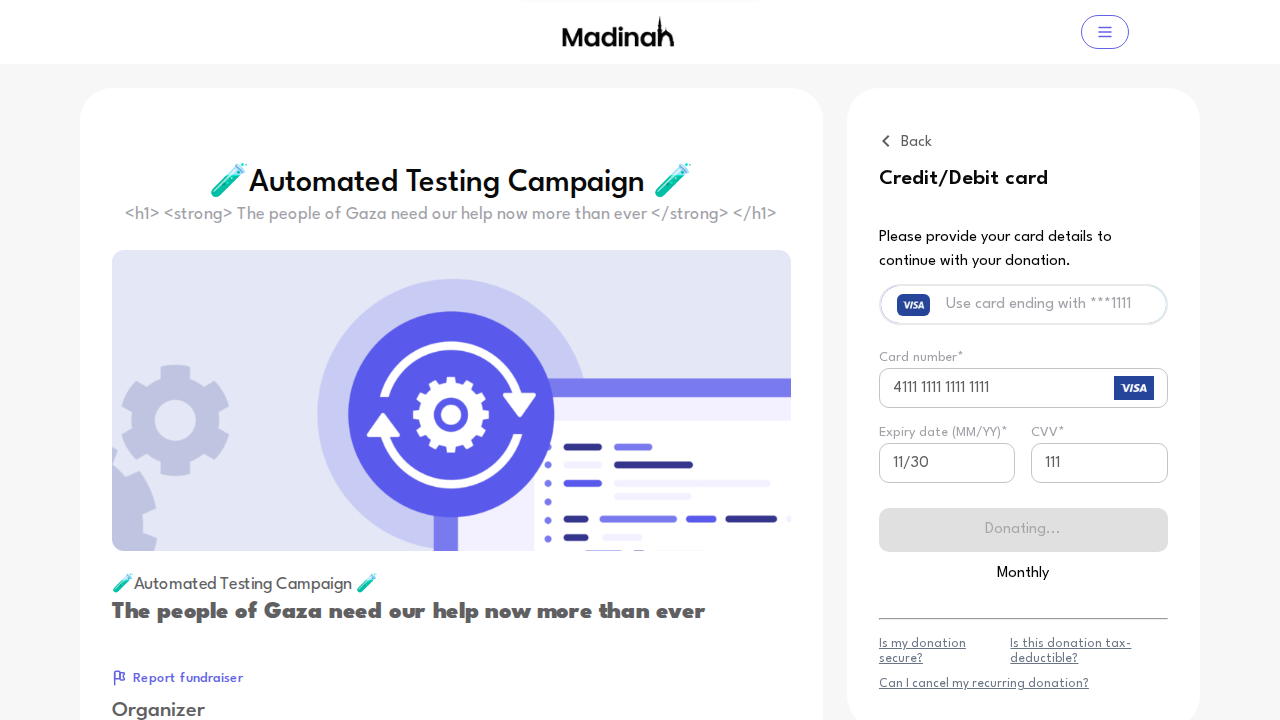 Madinah
Back
Credit/Debit card
🧪Automated Testing Campaign 🧪
<h1> <strong> The people of Gaza need our help now more than ever </strong> </h1>
Please provide your card details to
continue with your donation.
VISA Use card ending with ***1111
Card number*
4111 1111 1111 1111 VISA
Expiry date (MM/YY)* CVV*
11/30 111
Donating...
Monthly
🧪Automated Testing Campaign 🧪
The people of Gaza need our help now more than ever
Report fundraiser
Organizer
Is my donation
secure?
Is this donation tax-
deductible?
Can I cancel my recurring donation?